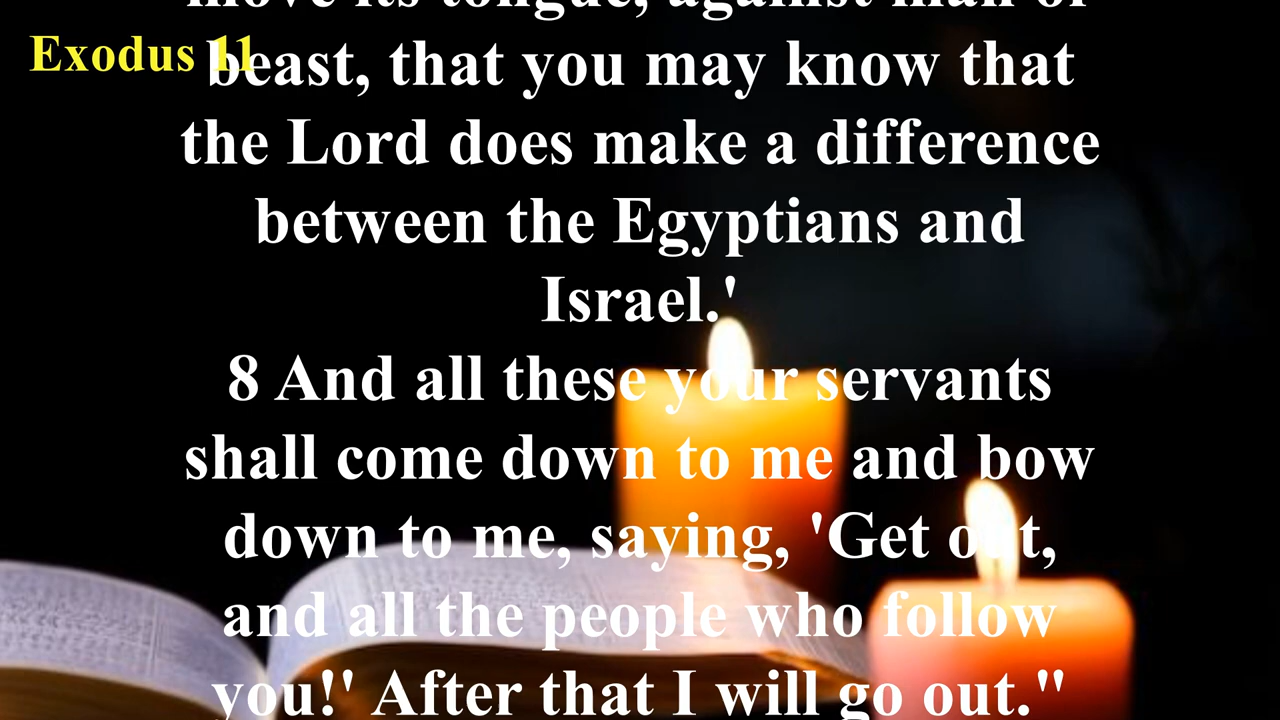 move its tongue, against man or
Exodus 11
beast, that you may know that
the Lord does make a difference
between the Egyptians and
Israel.'
8 And all these your servants
shall come down to me and bow
down to me, saying, 'Get out,
and all the people who follow
you!' After that I will go out."